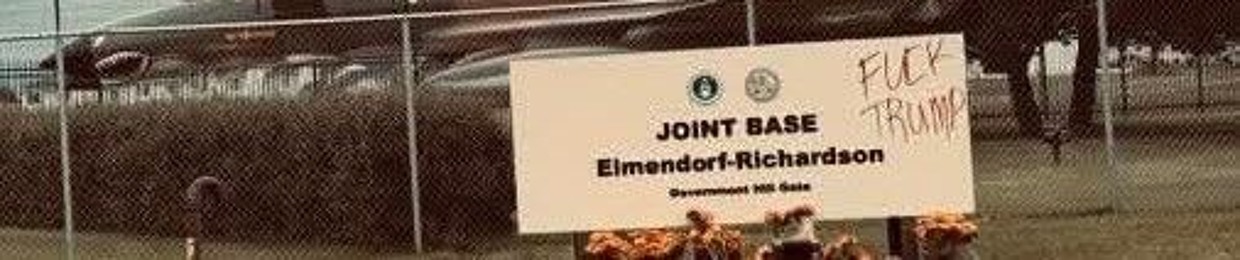 FUCK
TRUMP
JOINT BASE
Elmendorf-Richardson
Government Hill Gate